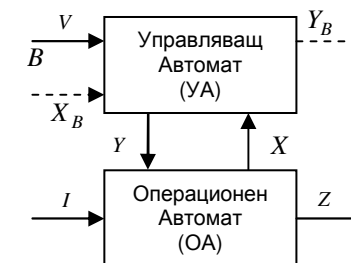 V
B
Управляващ
Автомат
(УА)
Y_B
X_B
Y
X
I
Операционен
Автомат
(ОА)
Z